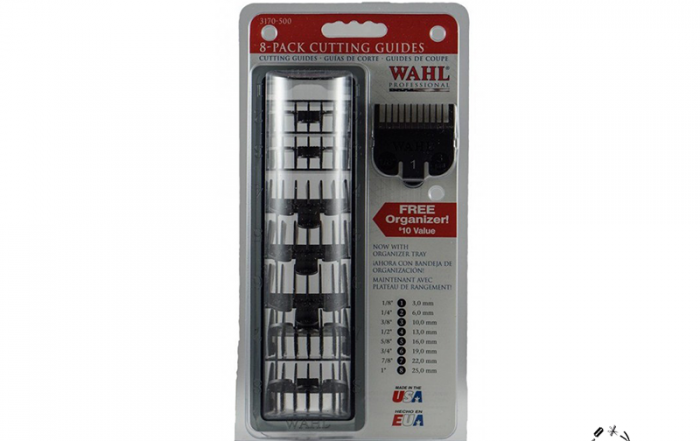 3170-500
8-PACK CUTTING GUIDES
CUTTING GUIDES · GUÍAS DE CORTE · GUIDES DE COUPE
WAHL
PROFESSIONAL
WAHL
1
FREE
Organizer!
$10 Value
NOW WITH
ORGANIZER TRAY
¡AHORA CON BANDEJA DE
ORGANIZACIÓN!
MAINTENANT AVEC
PLATEAU DE RANGEMENT!
1/8" 1 3,0 mm
1/4" 2 6,0 mm
3/8" 3 10,0 mm
1/2" 4 13,0 mm
5/8" 5 16,0 mm
3/4" 6 19,0 mm
7/8" 7 22,0 mm
1" 8 25,0 mm
MADE IN THE
USA
HECHO EN
EUA
WAHL